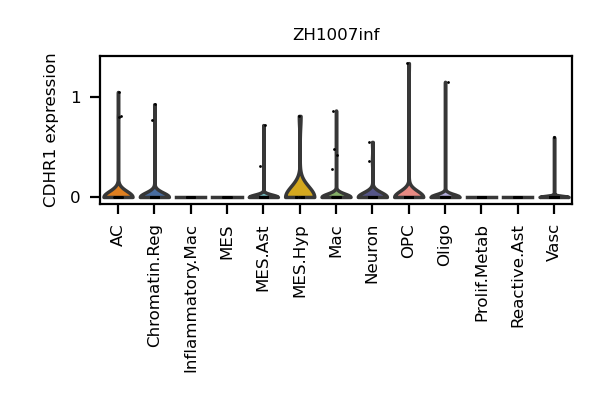 ZH1007inf
CDHR1 expression
1
0
AC
Chromatin.Reg
Inflammatory.Mac
MES
MES.Ast
MES.Hyp
Mac
Neuron
OPC
Oligo
Prolif.Metab
Reactive.Ast
Vasc